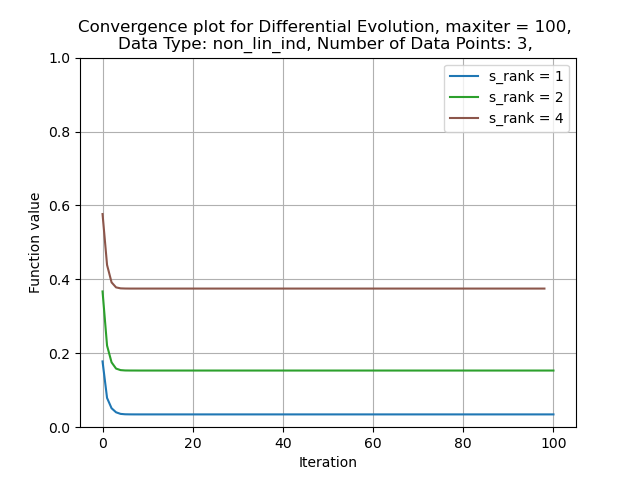 Convergence plot for Differential Evolution, maxiter = 100,
Data Type: non_lin_ind, Number of Data Points: 3,
1.0
0.8
0.6
0.4
0.2
0.0
Function value
s_rank = 1
s_rank = 2
s_rank = 4
0 20 40 60 80 100
Iteration